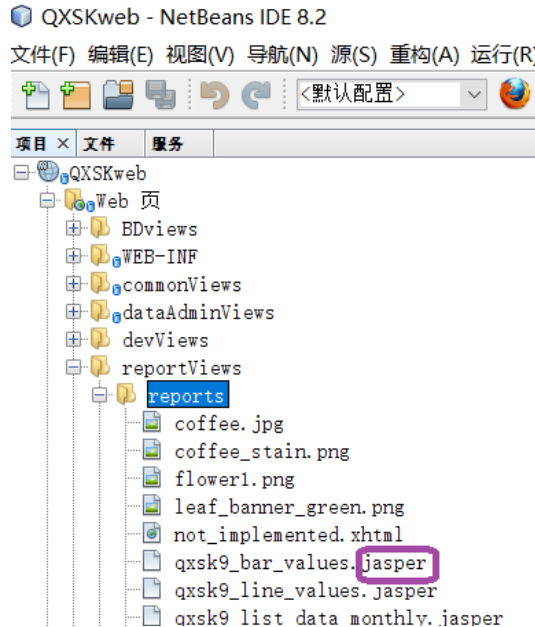 QXSKweb - NetBeans IDE 8.2
文件(F) 编辑(E) 视图(V) 导航(N) 源(S) 重构(A) 运行(R)
<默认配置>
项目 × 文件 服务
QXSKweb
Web 页
BDviews
WEB-INF
commonViews
dataAdminViews
devViews
reportViews
reports
coffee.jpg
coffee_stain.png
flower1.png
leaf_banner_green.png
not_implemented.xhtml
qxsk9_bar_values.jasper
qxsk9_line_values.jasper
qxsk9_list_data_monthly.jasper